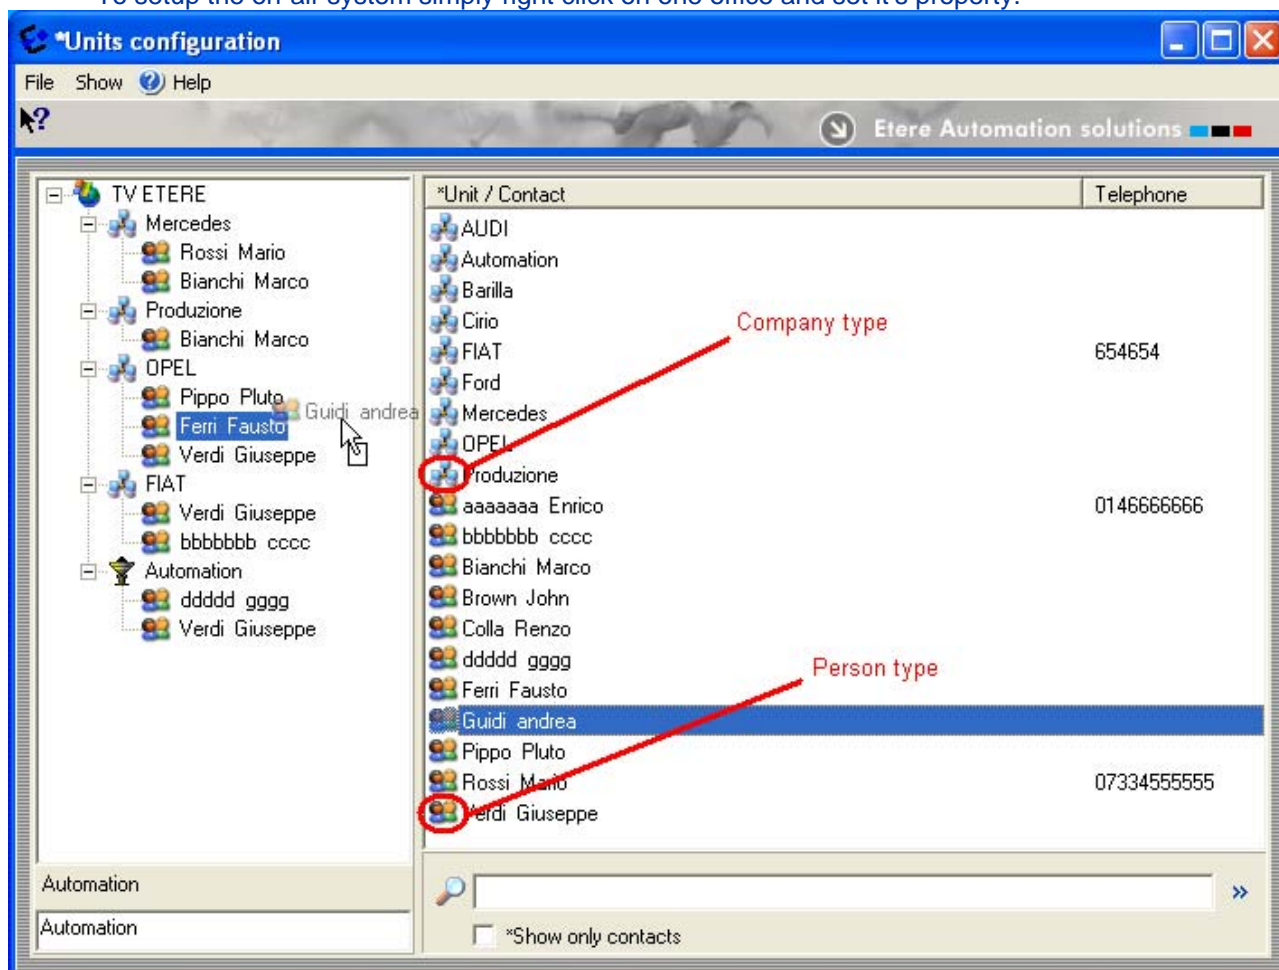 To setup the on-air system simply right click on one office and set it's property.
*Units configuration
File Show Help
Etere Automation solutions
TV ETERE
Mercedes
Rossi Mario
Bianchi Marco
Produzione
Bianchi Marco
OPEL
Pippo Pluto
Guidi andrea
Ferri Fausto
Verdi Giuseppe
FIAT
Verdi Giuseppe
bbbbbbb cccc
Automation
ddddd gggg
Verdi Giuseppe
Automation
Automation
*Unit / Contact Telephone
AUDI
Automation
Barilla
Cirio
Company type
FIAT 654654
Ford
Mercedes
OPEL
Produzione
aaaaaaa Enrico 0146666666
bbbbbbb cccc
Bianchi Marco
Brown John
Colla Renzo
ddddd gggg
Person type
Ferri Fausto
Guidi andrea
Pippo Pluto
Rossi Mario 07334555555
Verdi Giuseppe
*Show only contacts